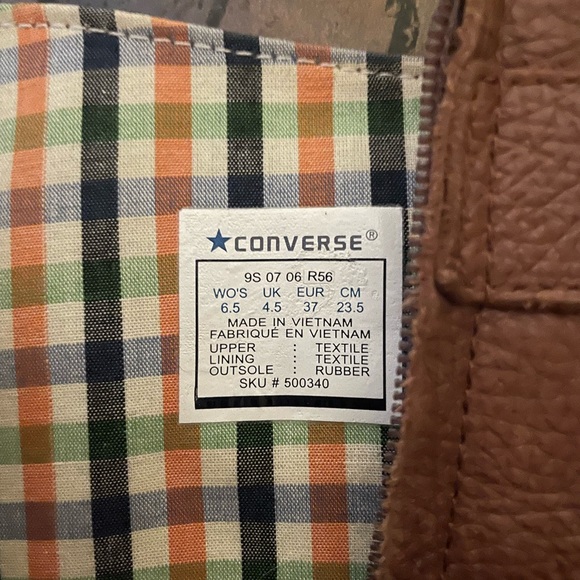 ★CONVERSE®
9S 07 06 R56
WO'S UK EUR CM
6.5 4.5 37 23.5
MADE IN VIETNAM
FABRIQUÉ EN VIETNAM
UPPER : TEXTILE
LINING : TEXTILE
OUTSOLE : RUBBER
SKU # 500340